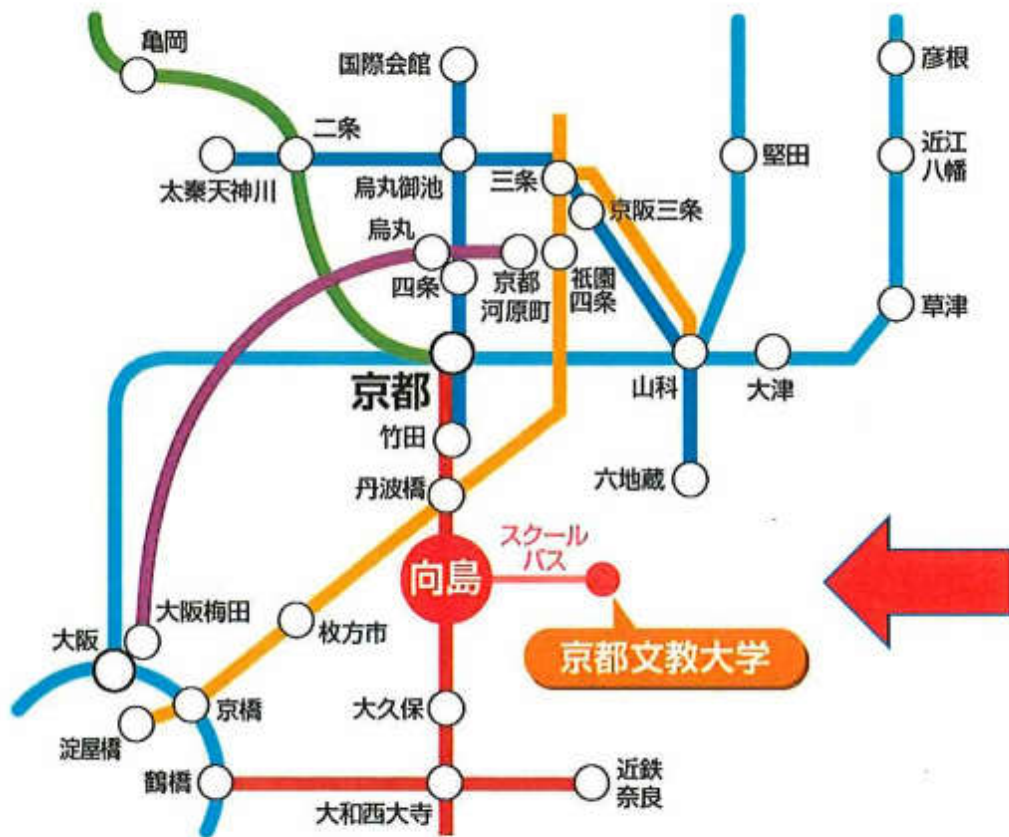 亀岡
国際会館
彦根
二条
堅田
近江
八幡
太秦天神川
烏丸御池
三条
京阪三条
烏丸
四条
京都
河原町
祇園
四条
草津
京都
山科
大津
竹田
六地蔵
丹波橋
スクール
バス
向島
大阪梅田
枚方市
大阪
京都文教大学
京橋
大久保
淀屋橋
鶴橋
大和西大寺
近鉄
奈良